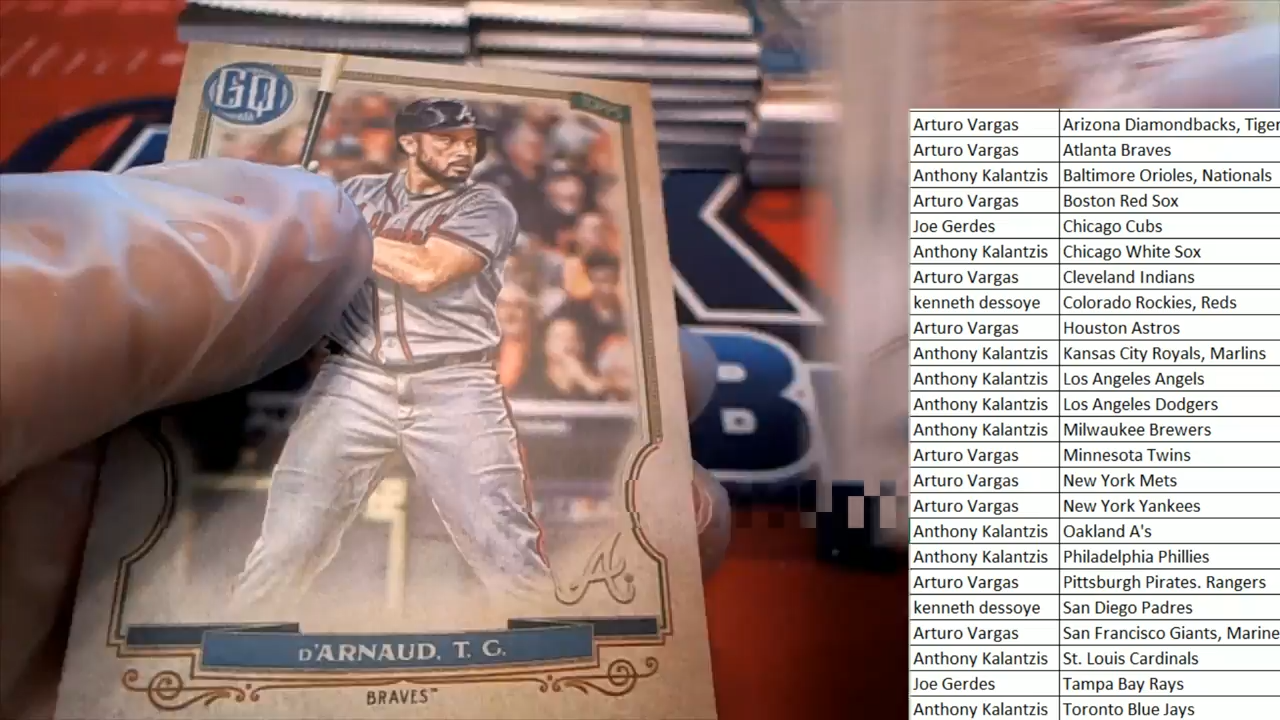 GQ
TOPPS
A
D'ARNAUD, T. G.
BRAVES™
B
Arturo Vargas Arizona Diamondbacks, Tiger
Arturo Vargas Atlanta Braves
Anthony Kalantzis Baltimore Orioles, Nationals
Arturo Vargas Boston Red Sox
Joe Gerdes Chicago Cubs
Anthony Kalantzis Chicago White Sox
Arturo Vargas Cleveland Indians
kenneth dessoye Colorado Rockies, Reds
Arturo Vargas Houston Astros
Anthony Kalantzis Kansas City Royals, Marlins
Anthony Kalantzis Los Angeles Angels
Anthony Kalantzis Los Angeles Dodgers
Anthony Kalantzis Milwaukee Brewers
Arturo Vargas Minnesota Twins
Arturo Vargas New York Mets
Arturo Vargas New York Yankees
Anthony Kalantzis Oakland A's
Anthony Kalantzis Philadelphia Phillies
Arturo Vargas Pittsburgh Pirates. Rangers
kenneth dessoye San Diego Padres
Arturo Vargas San Francisco Giants, Marine
Anthony Kalantzis St. Louis Cardinals
Joe Gerdes Tampa Bay Rays
Anthony Kalantzis Toronto Blue Jays